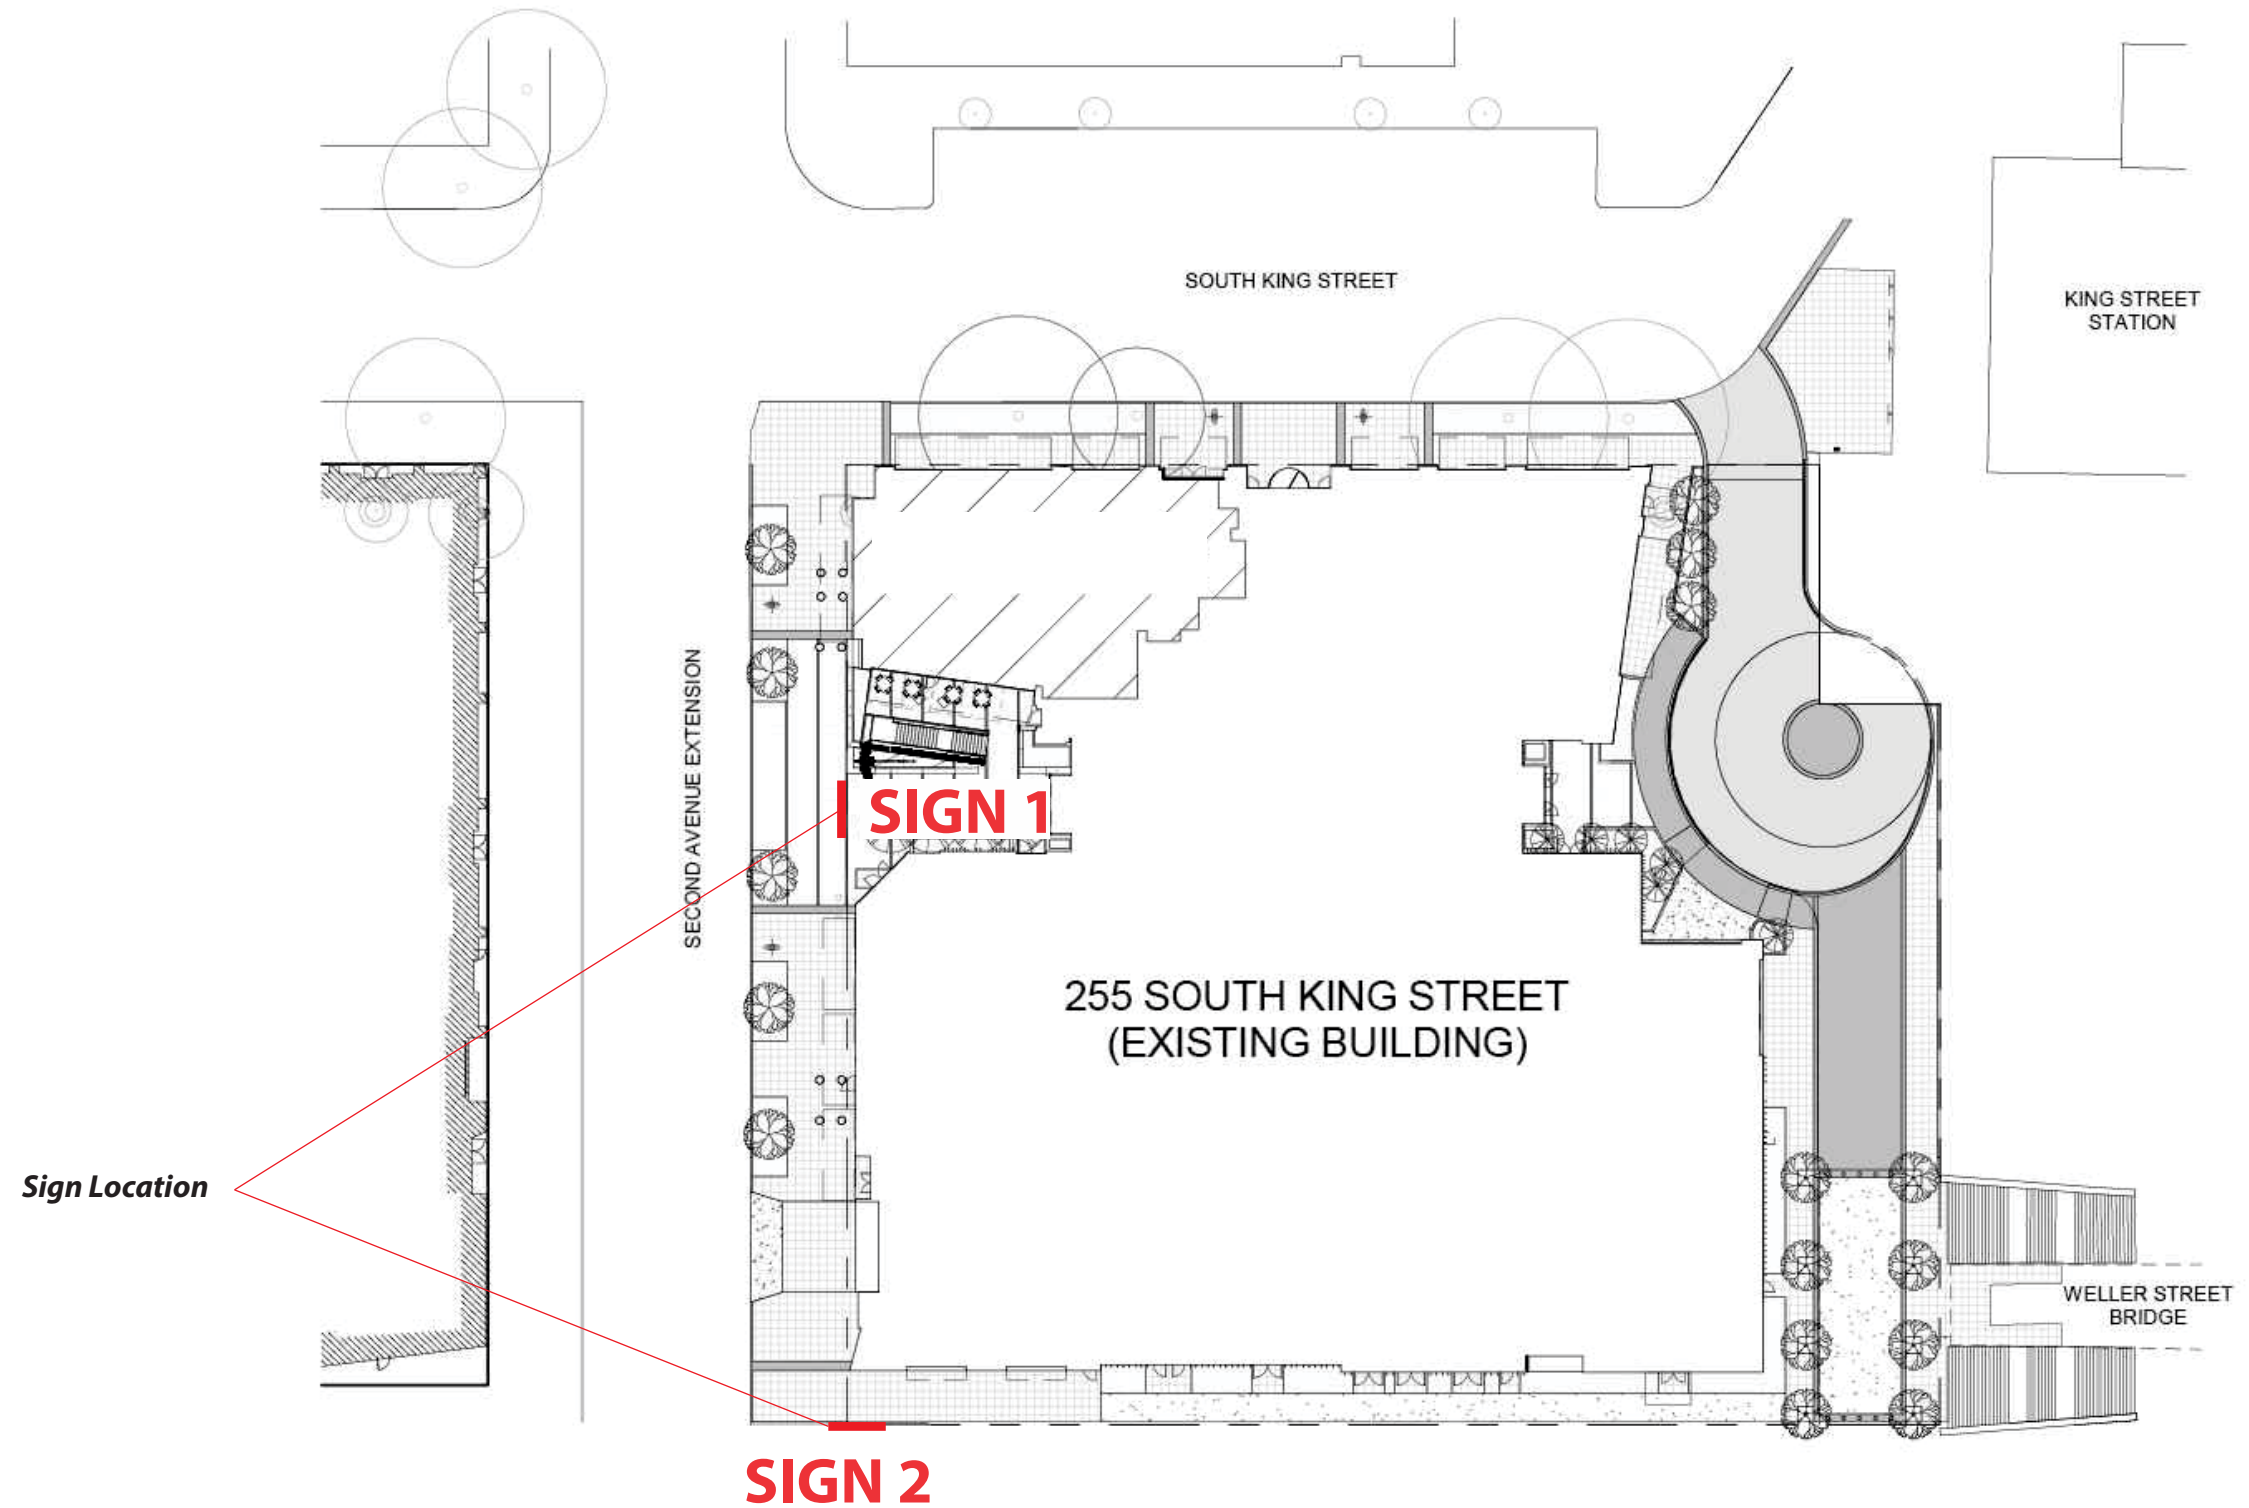 SOUTH KING STREET
KING STREET
STATION
SECOND AVENUE EXTENSION
SIGN 1
255 SOUTH KING STREET
(EXISTING BUILDING)
Sign Location
WELLER STREET
BRIDGE
SIGN 2